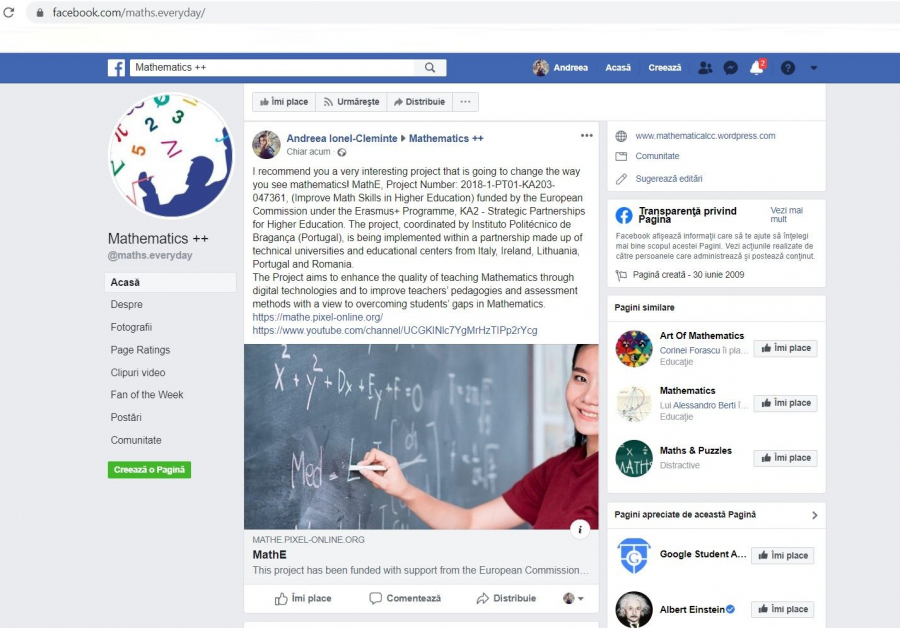 facebook.com/maths.everyday/
Mathematics ++
Andreea
Acasă
Creează
2
Îmi place
Urmărește
Distribuie
Mathematics ++
@maths.everyday
Acasă
Despre
Fotografii
Page Ratings
Clipuri video
Fan of the Week
Postări
Comunitate
Creează o Pagină
Andreea Ionel-Cleminte Mathematics ++
Chiar acum ·
I recommend you a very interesting project that is going to change the way
you see mathematics! MathE, Project Number: 2018-1-PT01-KA203-
047361, (Improve Math Skills in Higher Education) funded by the European
Commission under the Erasmus+ Programme, KA2 - Strategic Partnerships
for Higher Education. The project, coordinated by Instituto Politécnico de
Bragança (Portugal), is being implemented within a partnership made up of
technical universities and educational centers from Italy, Ireland, Lithuania,
Portugal and Romania.
The Project aims to enhance the quality of teaching Mathematics through
digital technologies and to improve teachers' pedagogies and assessment
methods with a view to overcoming students' gaps in Mathematics.
https://mathe.pixel-online.org/
https://www.youtube.com/channel/UCGKINlc7YgMrHzTIPp2rYcg
x² + y² + Dx + Ey + F = 0
Med = L
MATHE.PIXEL-ONLINE.ORG
MathE
This project has been funded with support from the European Commission...
Îmi place
Comentează
Distribuie
www.mathematicalcc.wordpress.com
Comunitate
Sugerează editări
Transparență privind
Pagina
Vezi mai
mult
Facebook afișează informații care să te ajute să înțelegi
mai bine scopul acestei Pagini. Vezi acțiunile realizate de
către persoanele care administrează și postează conținut.
Pagină creată - 30 iunie 2009
Pagini similare
Art Of Mathematics
Corinei Forascu îi pla...
Educație
Îmi place
Mathematics
Lui Alessandro Berti î...
Educație
Îmi place
MATH
Maths & Puzzles
Distractive
Îmi place
Pagini apreciate de această Pagină
Google Student A...
Îmi place
Albert Einstein
Îmi place